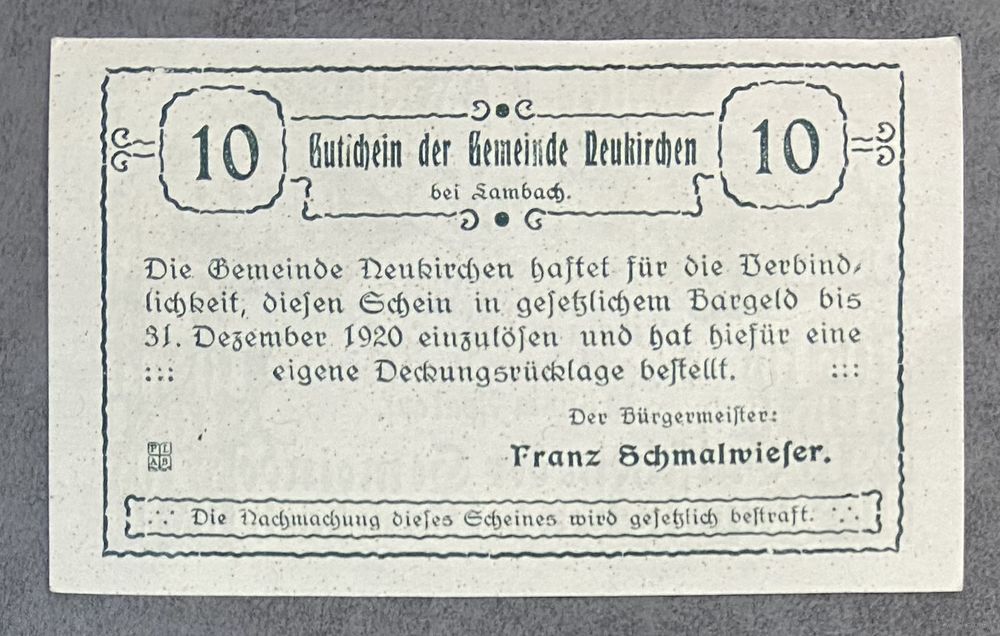 10 Gutschein der Gemeinde Neukirchen 10
bei Lambach.
Die Gemeinde Neukirchen haftet für die Verbind-
lichkeit, diesen Schein in gesetzlichem Bargeld bis
31. Dezember 1920 einzulösen und hat hiefür eine
::: eigene Deckungsrücklage bestellt. :::
Der Bürgermeister:
Franz Schmalwieser.
P L
A B
Die Nachmachung dieses Scheines wird gesetzlich bestraft.